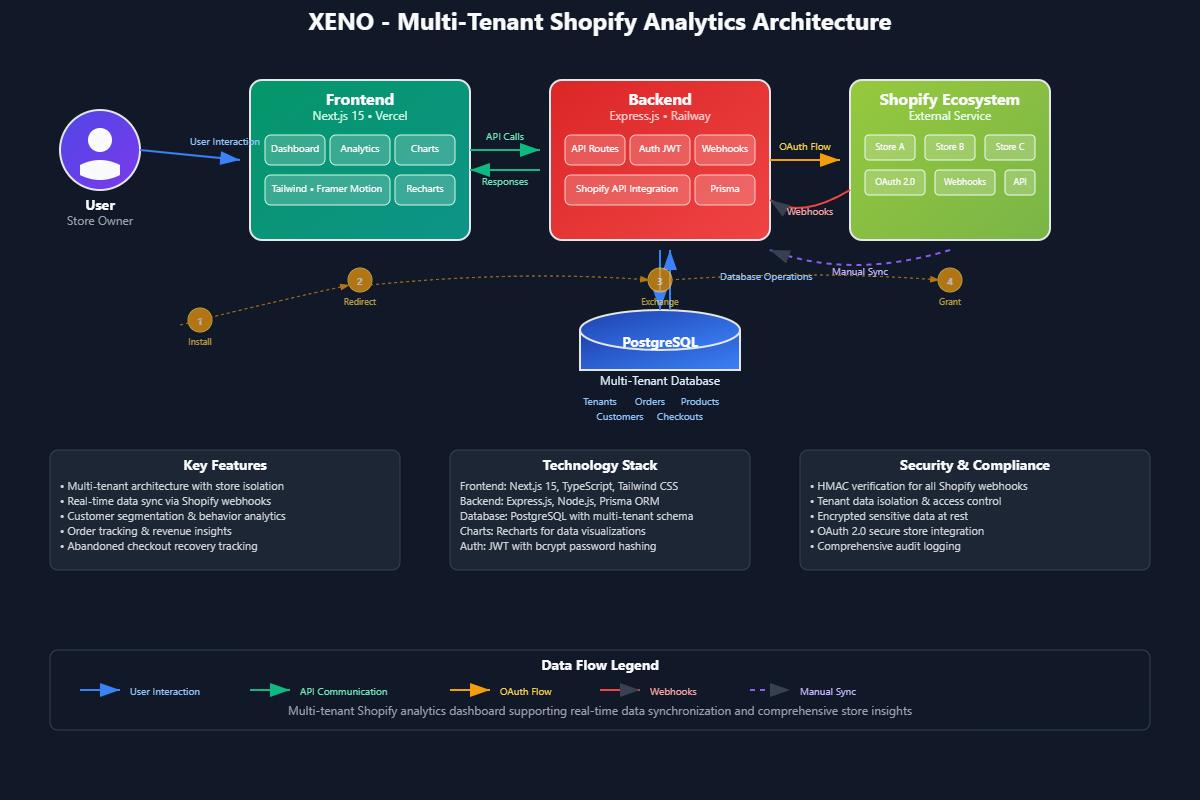 XENO - Multi-Tenant Shopify Analytics Architecture
User Interaction
User
Store Owner
Frontend
Next.js 15 • Vercel
Dashboard
Analytics
Charts
Tailwind • Framer Motion
Recharts
API Calls
Responses
Backend
Express.js • Railway
API Routes
Auth JWT
Webhooks
Shopify API Integration
Prisma
OAuth Flow
Webhooks
Shopify Ecosystem
External Service
Store A
Store B
Store C
OAuth 2.0
Webhooks
API
Manual Sync
Database Operations
1
Install
2
Redirect
3
Exchange
4
Grant
PostgreSQL
Multi-Tenant Database
Tenants Orders Products
Customers Checkouts
Key Features
• Multi-tenant architecture with store isolation
• Real-time data sync via Shopify webhooks
• Customer segmentation & behavior analytics
• Order tracking & revenue insights
• Abandoned checkout recovery tracking
Technology Stack
Frontend: Next.js 15, TypeScript, Tailwind CSS
Backend: Express.js, Node.js, Prisma ORM
Database: PostgreSQL with multi-tenant schema
Charts: Recharts for data visualizations
Auth: JWT with bcrypt password hashing
Security & Compliance
• HMAC verification for all Shopify webhooks
• Tenant data isolation & access control
• Encrypted sensitive data at rest
• OAuth 2.0 secure store integration
• Comprehensive audit logging
Data Flow Legend
User Interaction
API Communication
OAuth Flow
Webhooks
Manual Sync
Multi-tenant Shopify analytics dashboard supporting real-time data synchronization and comprehensive store insights